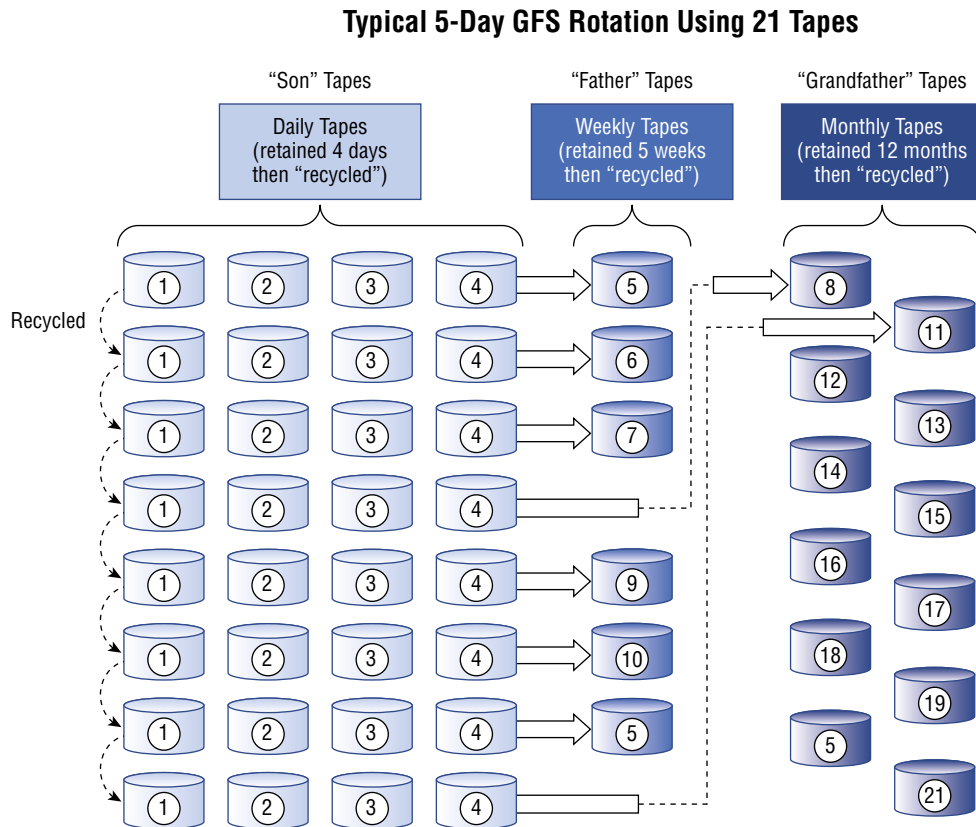 Typical 5-Day GFS Rotation Using 21 Tapes
“Son” Tapes
“Father” Tapes
“Grandfather” Tapes
Daily Tapes
(retained 4 days
then “recycled”)
Weekly Tapes
(retained 5 weeks
then “recycled”)
Monthly Tapes
(retained 12 months
then “recycled”)
1 2 3 4 5 8
Recycled
11
1 2 3 4 6
12
1 2 3 4 7
13
14
1 2 3 4
15
1 2 3 4 9
16
17
1 2 3 4 10
18
19
1 2 3 4 5
5
21
1 2 3 4